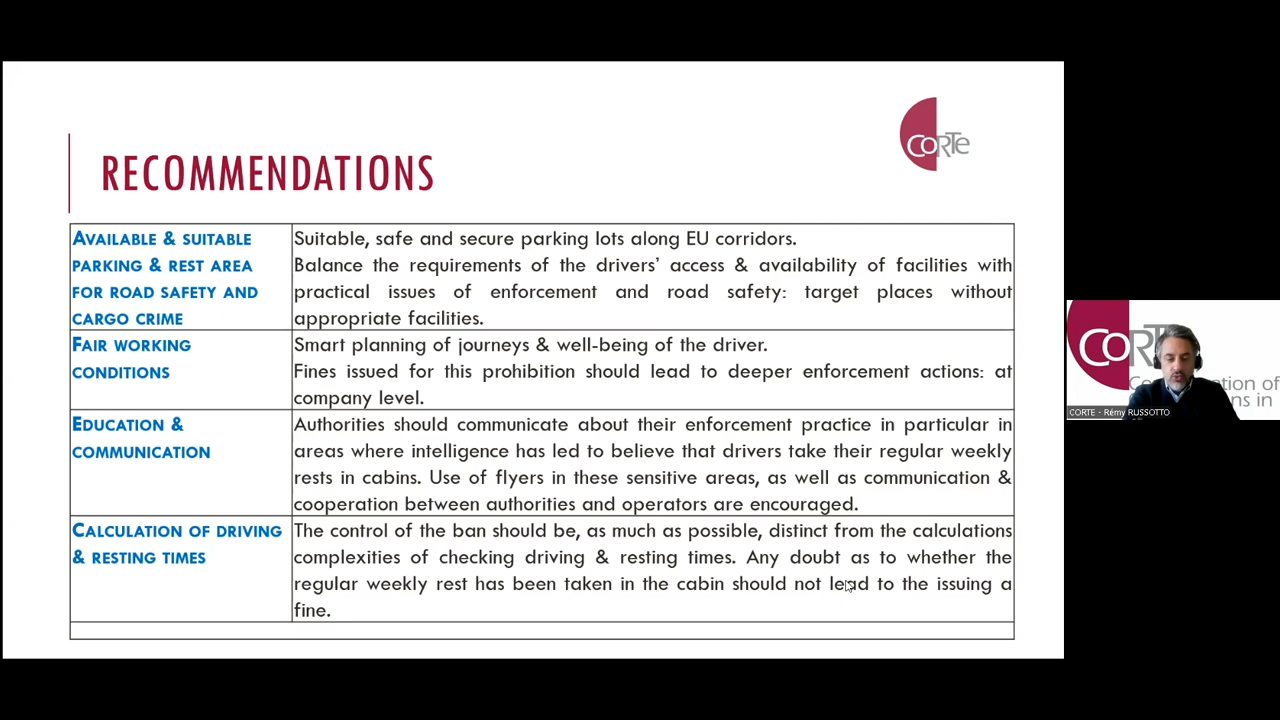 CORTe
RECOMMENDATIONS
AVAILABLE & SUITABLE
PARKING & REST AREA
FOR ROAD SAFETY AND
CARGO CRIME
Suitable, safe and secure parking lots along EU corridors.
Balance the requirements of the drivers’ access & availability of facilities with
practical issues of enforcement and road safety: target places without
appropriate facilities.
FAIR WORKING
CONDITIONS
Smart planning of journeys & well-being of the driver.
Fines issued for this prohibition should lead to deeper enforcement actions: at
company level.
EDUCATION &
COMMUNICATION
Authorities should communicate about their enforcement practice in particular in
areas where intelligence has led to believe that drivers take their regular weekly
rests in cabins. Use of flyers in these sensitive areas, as well as communication &
cooperation between authorities and operators are encouraged.
CALCULATION OF DRIVING
& RESTING TIMES
The control of the ban should be, as much as possible, distinct from the calculations
complexities of checking driving & resting times. Any doubt as to whether the
regular weekly rest has been taken in the cabin should not lead to the issuing a
fine.
CORT
tion of
ns in
CORTE - Rémy RUSSOTTO